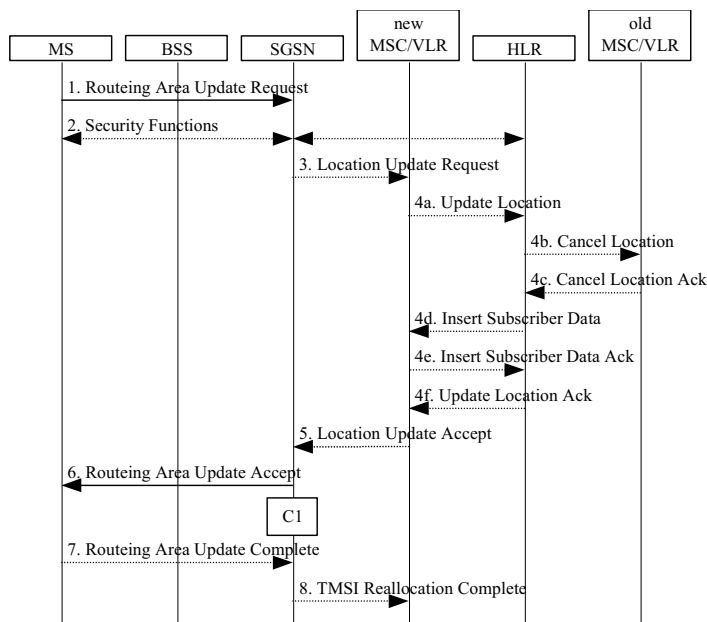 new
old
MS
BSS
SGSN
MSC/VLR
HLR
MSC/VLR
1. Routeing Area Update Request
2. Security Functions
3. Location Update Request
4a. Update Location
4b. Cancel Location
4c. Cancel Location Ack
4d. Insert Subscriber Data
4e. Insert Subscriber Data Ack
4f. Update Location Ack
5. Location Update Accept
6. Routeing Area Update Accept
C1
7. Routeing Area Update Complete
8. TMSI Reallocation Complete